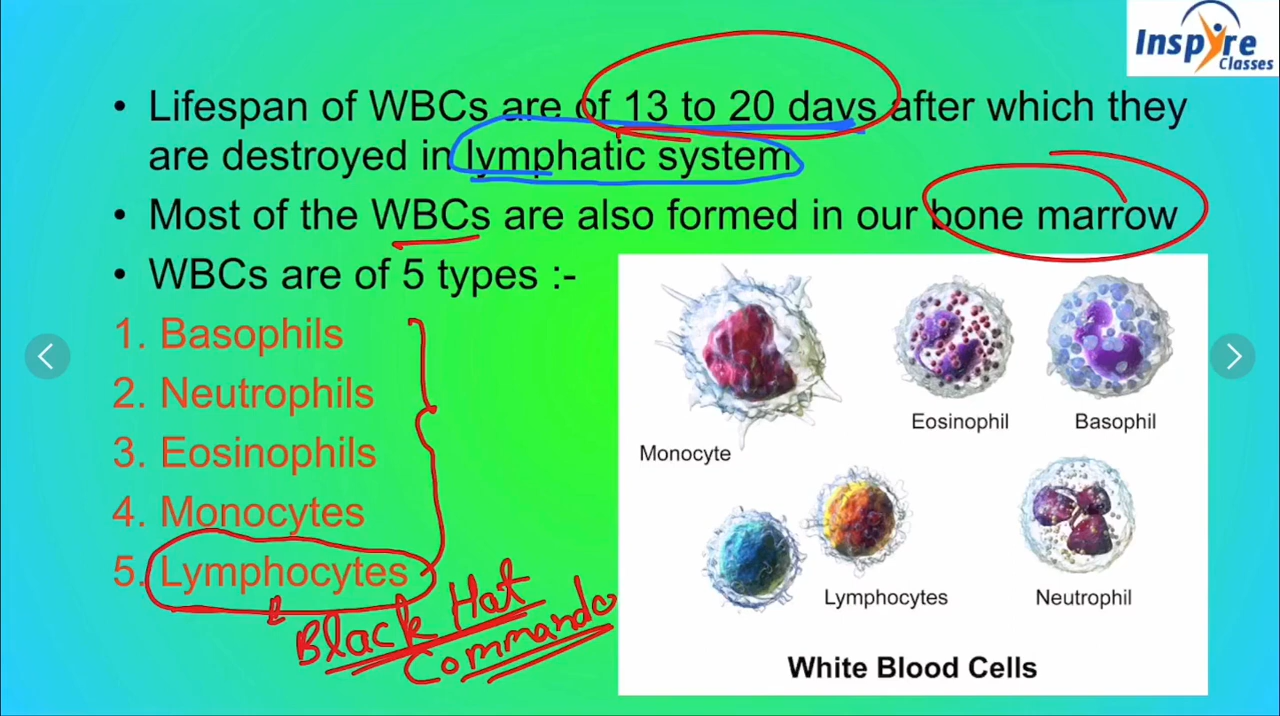 Inspyre
Classes
• Lifespan of WBCs are of 13 to 20 days after which they
are destroyed in lymphatic system
• Most of the WBCs are also formed in our bone marrow
• WBCs are of 5 types :-
1. Basophils
2. Neutrophils
3. Eosinophils
4. Monocytes
5. Lymphocytes
Black Hat
Commando
Monocyte
Eosinophil
Basophil
Lymphocytes
Neutrophil
White Blood Cells